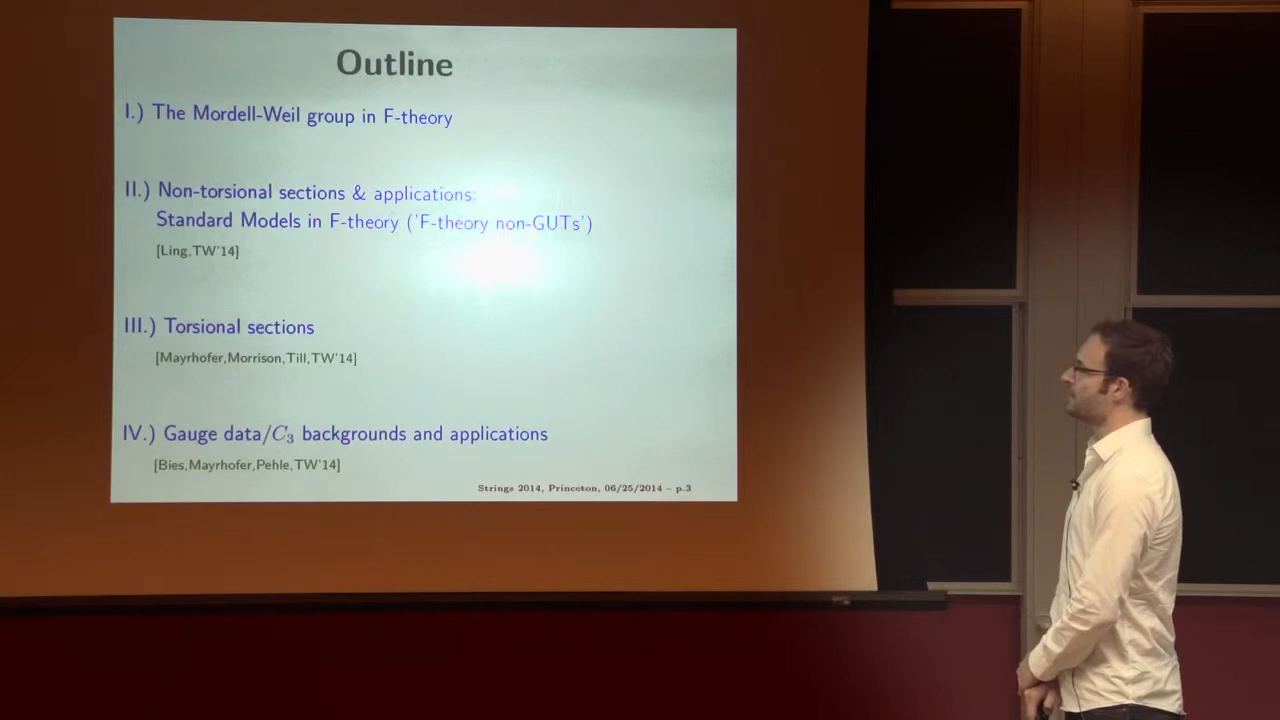 Outline
I.) The Mordell-Weil group in F-theory
II.) Non-torsional sections & applications:
Standard Models in F-theory ('F-theory non-GUTs')
[Ling,TW'14]
III.) Torsional sections
[Mayrhofer,Morrison,Till,TW'14]
IV.) Gauge data/C₃ backgrounds and applications
[Bies,Mayrhofer,Pehle,TW'14]
Strings 2014, Princeton, 06/25/2014 – p.3